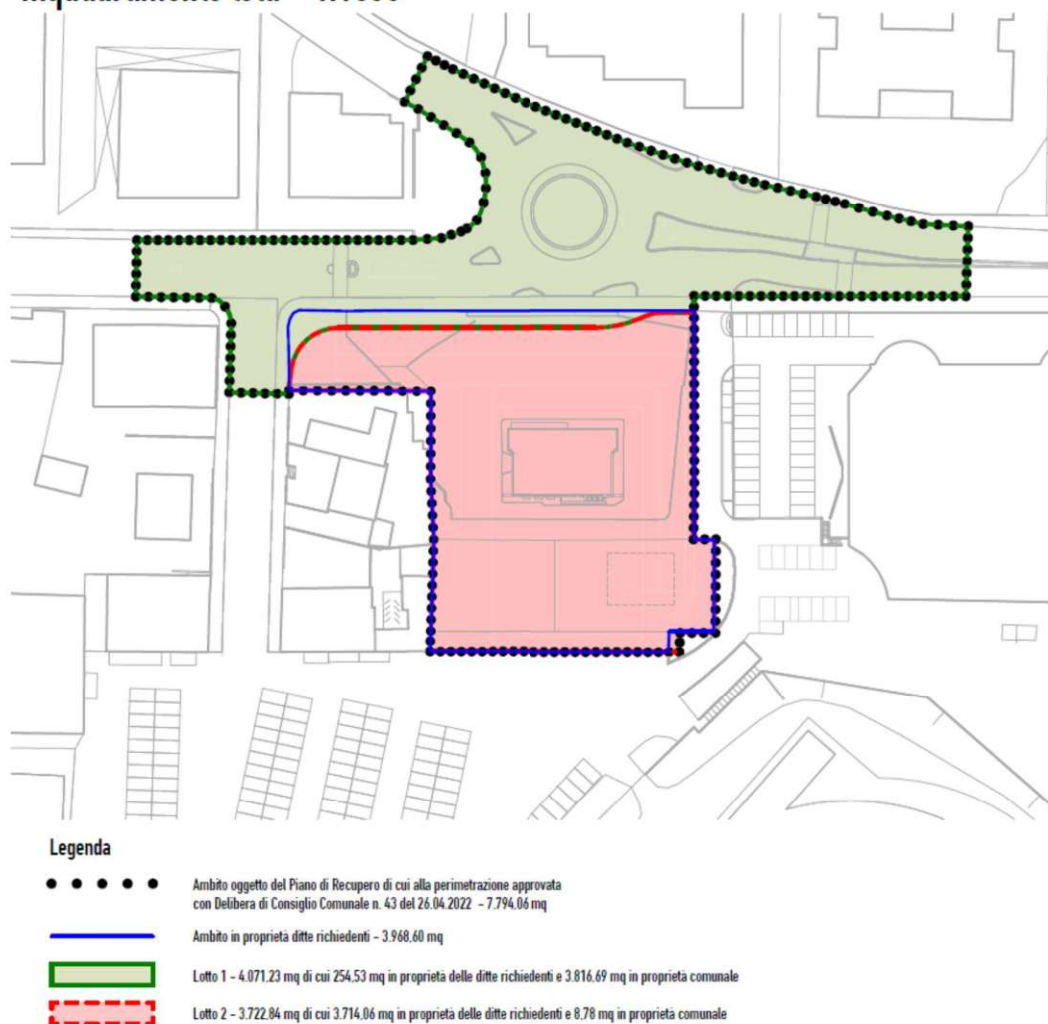 Legenda
Ambito oggetto del Piano di Recupero di cui alla perimetrazione approvata
con Delibera di Consiglio Comunale n. 43 del 26.04.2022 - 7.794,06 mq
Ambito in proprietà ditte richiedenti - 3.968,60 mq
Lotto 1 - 4.071,23 mq di cui 254,53 mq in proprietà delle ditte richiedenti e 3.816,69 mq in proprietà comunale
Lotto 2 - 3.722,84 mq di cui 3.714,06 mq in proprietà delle ditte richiedenti e 8,78 mq in proprietà comunale